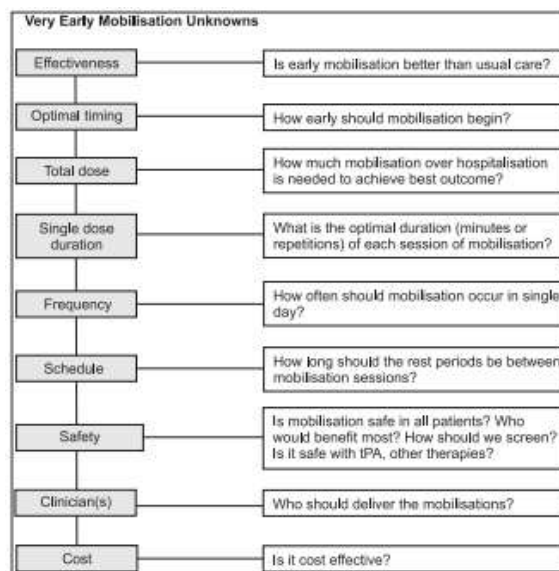 Very Early Mobilisation Unknowns
Effectiveness
Is early mobilisation better than usual care?
Optimal timing
How early should mobilisation begin?
Total dose
How much mobilisation over hospitalisation
is needed to achieve best outcome?
Single dose
duration
What is the optimal duration (minutes or
repetitions) of each session of mobilisation?
Frequency
How often should mobilisation occur in single
day?
Schedule
How long should the rest periods be between
mobilisation sessions?
Safety
Is mobilisation safe in all patients? Who
would benefit most? How should we screen?
Is it safe with tPA, other therapies?
Clinician(s)
Who should deliver the mobilisations?
Cost
Is it cost effective?